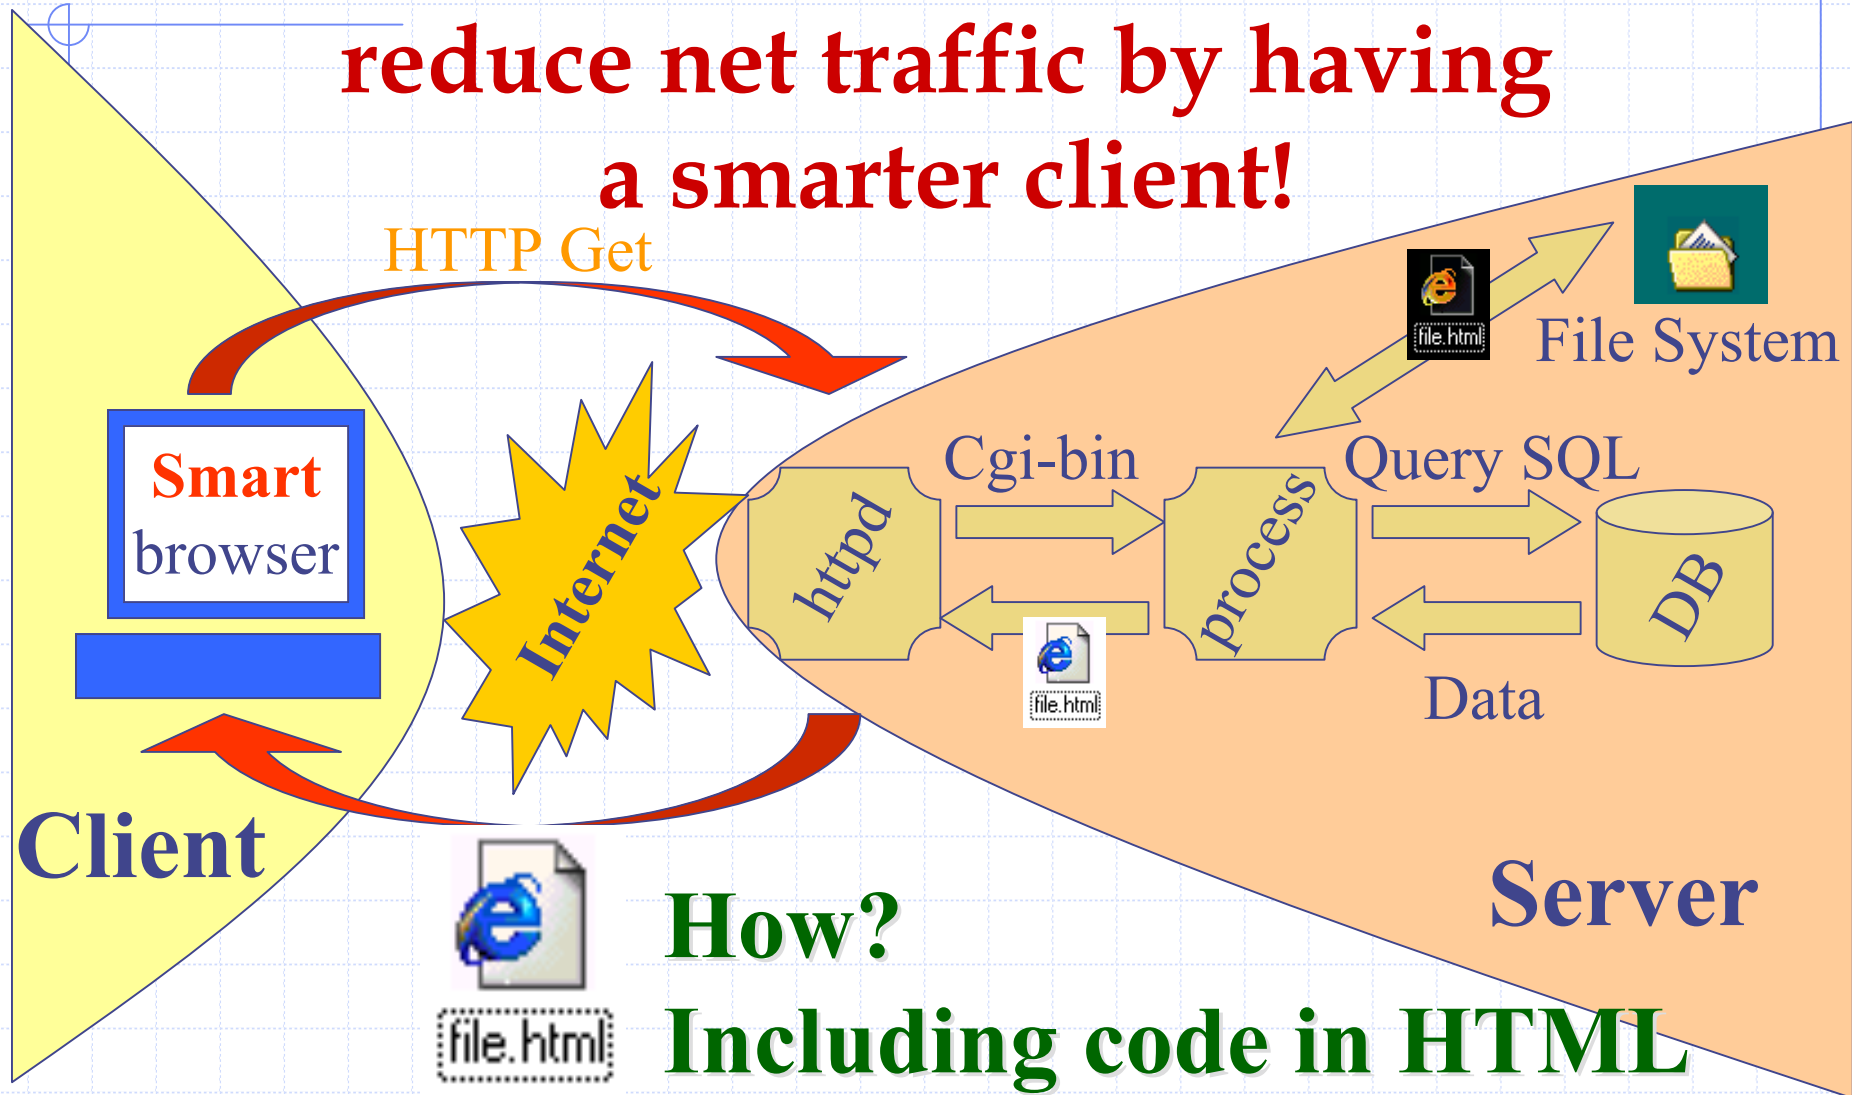 reduce net traffic by having
a smarter client!
HTTP Get
file.html
File System
Smart
browser
Internet
httpd
Cgi-bin
process
Query SQL
DB
file.html
Data
Client
Server
file.html
How?
Including code in HTML